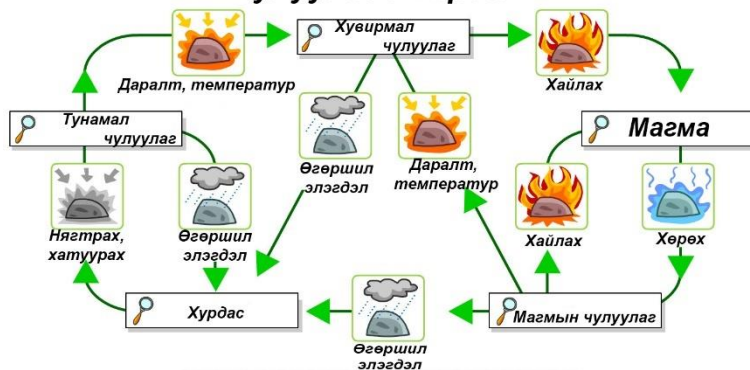 Хувирмал
чулуулаг
Даралт, температур
Хайлах
Тунамал
чулуулаг
Магма
Өгөршил
элэгдэл
Даралт,
температур
Нягтрах,
хатуурах
Өгөршил
элэгдэл
Хайлах
Хөрөх
Хурдас
Магмын чулуулаг
Өгөршил
элэгдэл